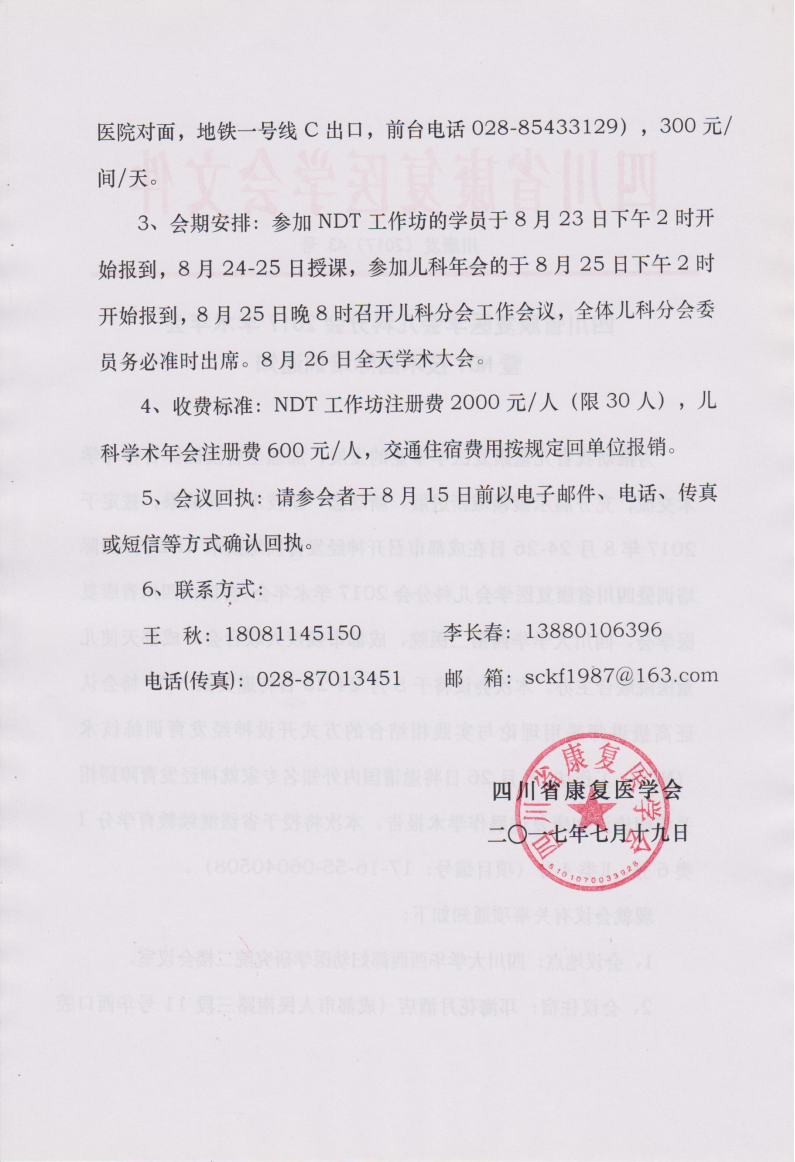 医院对面，地铁一号线 C 出口，前台电话 028-85433129），300 元/
间/天。
3、会期安排：参加 NDT 工作坊的学员于 8 月 23 日下午 2 时开
始报到，8 月 24-25 日授课，参加儿科年会的于 8 月 25 日下午 2 时
开始报到，8 月 25 日晚 8 时召开儿科分会工作会议，全体儿科分会委
员务必准时出席。8 月 26 日全天学术大会。
4、收费标准：NDT 工作坊注册费 2000 元/人（限 30 人），儿
科学术年会注册费 600 元/人，交通住宿费用按规定回单位报销。
5、会议回执：请参会者于 8 月 15 日前以电子邮件、电话、传真
或短信等方式确认回执。
6、联系方式：
王 秋：18081145150 李长春：13880106396
电话(传真)：028-87013451 邮 箱：sckf1987@163.com
四川省康复医学会
四川省康复医学会
二〇一七年七月十九日
5101070033928